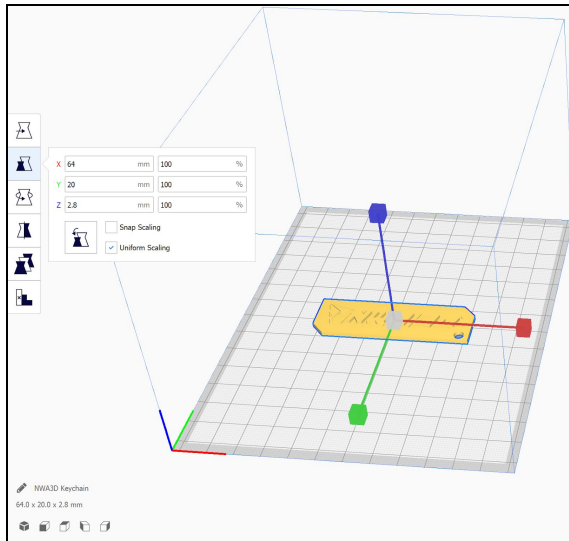 X 64 mm 100 %
Y 20 mm 100 %
Z 2.8 mm 100 %
Snap Scaling
Uniform Scaling
NWA3D Keychain
64.0 x 20.0 x 2.8 mm